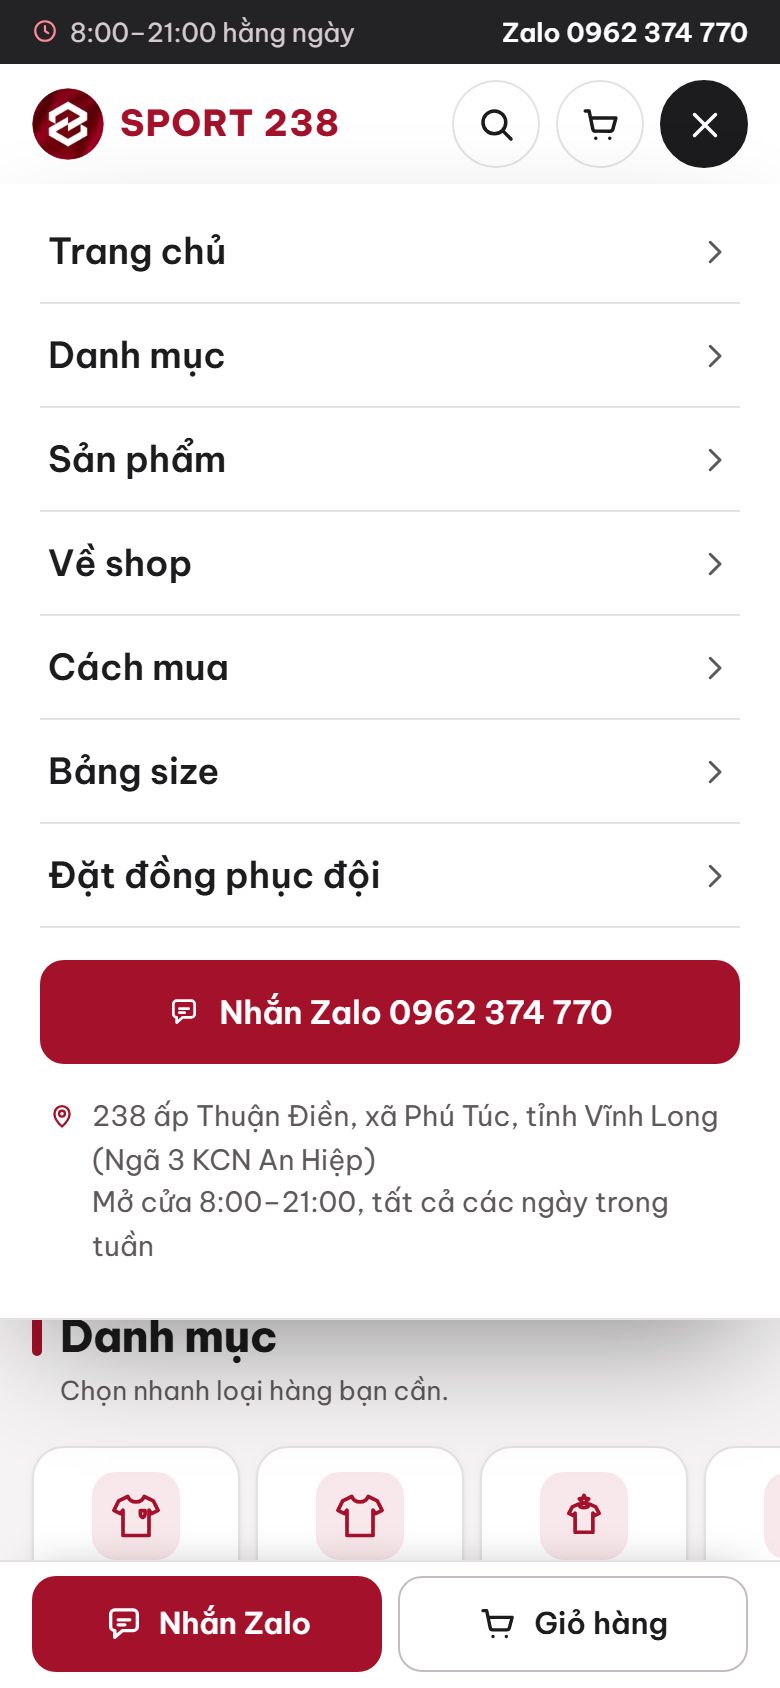 8:00–21:00 hằng ngày
Zalo 0962 374 770
SPORT 238
Trang chủ
Danh mục
Sản phẩm
Về shop
Cách mua
Bảng size
Đặt đồng phục đội
Nhắn Zalo 0962 374 770
238 ấp Thuận Điền, xã Phú Túc, tỉnh Vĩnh Long
(Ngã 3 KCN An Hiệp)
Mở cửa 8:00–21:00, tất cả các ngày trong
tuần
Danh mục
Chọn nhanh loại hàng bạn cần.
Nhắn Zalo
Giỏ hàng